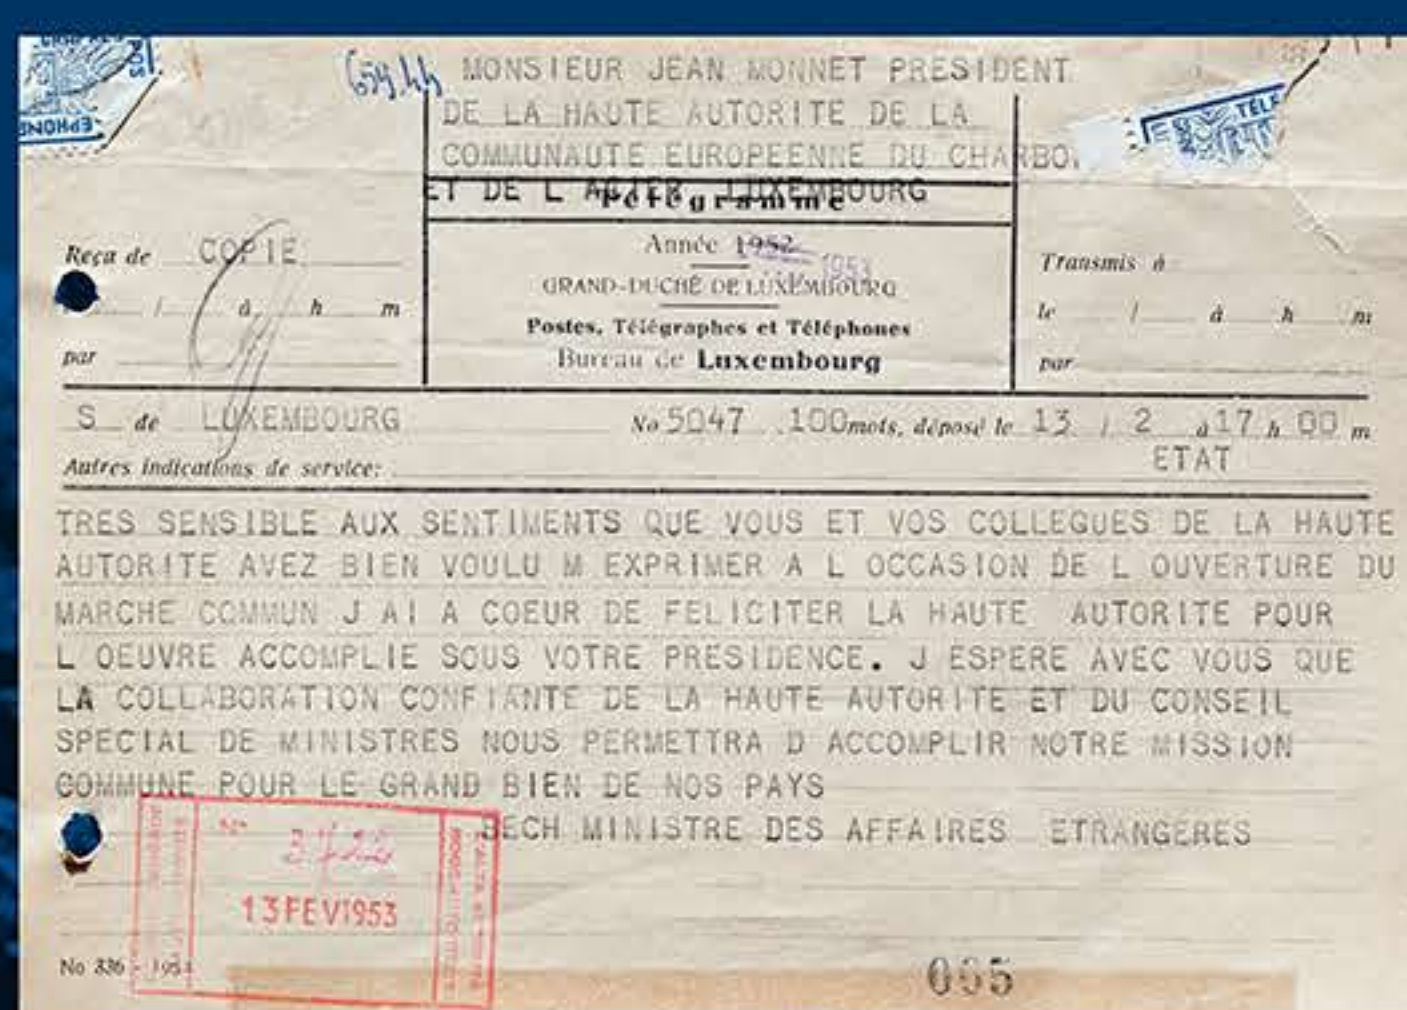 MONSIEUR JEAN MONNET PRESIDENT
DE LA HAUTE AUTORITE DE LA
COMMUNAUTE EUROPEENNE DU CHARBO
ET DE L ACIER LUXEMBOURG
Télégramme
Reçu de COPIE
/ à h m
par
Année 1952 1953
GRAND-DUCHÉ DE LUXEMBOURG
Postes, Télégraphes et Téléphones
Bureau de Luxembourg
Transmis à
le / à h m
par
S de LUXEMBOURG No 5047 100 mots, déposé le 13 / 2 à 17 h 00 m
Autres indications de service: ETAT
TRES SENSIBLE AUX SENTIMENTS QUE VOUS ET VOS COLLEGUES DE LA HAUTE
AUTORITE AVEZ BIEN VOULU M EXPRIMER A L OCCASION DE L OUVERTURE DU
MARCHE COMMUN J AI A COEUR DE FELICITER LA HAUTE AUTORITE POUR
L OEUVRE ACCOMPLIE SOUS VOTRE PRESIDENCE. J ESPERE AVEC VOUS QUE
LA COLLABORATION CONFIANTE DE LA HAUTE AUTORITE ET DU CONSEIL
SPECIAL DE MINISTRES NOUS PERMETTRA D ACCOMPLIR NOTRE MISSION
COMMUNE POUR LE GRAND BIEN DE NOS PAYS
BECH MINISTRE DES AFFAIRES ETRANGERES
N°
13 FEV 1953
No 336